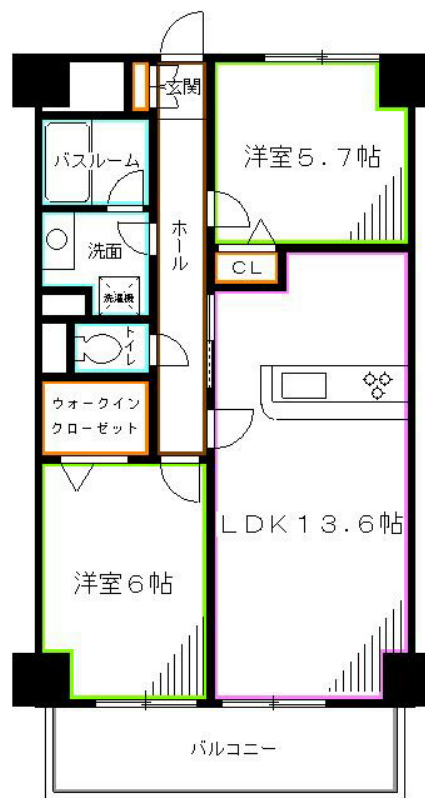 玄関
バスルーム
洋室5.7帖
ホール
洗面
CL
洗濯機
トイレ
ウォークイン
クローゼット
LDK13.6帖
洋室6帖
バルコニー